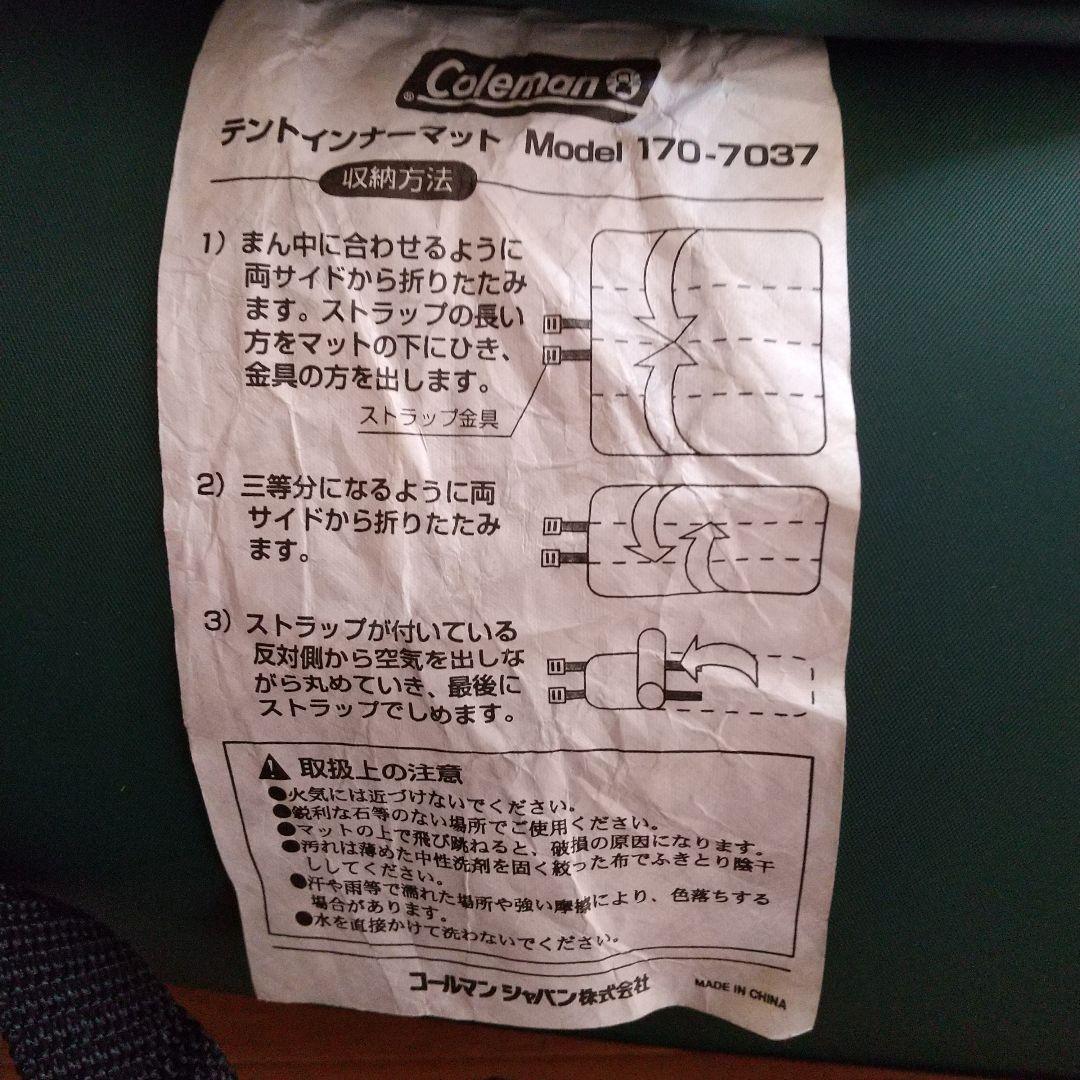 Coleman
テントインナーマット Model 170-7037
収納方法
1) まん中に合わせるように
両サイドから折りたたみ
ます。ストラップの長い
方をマットの下にひき、
金具の方を出します。
ストラップ金具
2) 三等分になるように両
サイドから折りたたみ
ます。
3) ストラップが付いている
反対側から空気を出しな
がら丸めていき、最後に
ストラップでしめます。
取扱上の注意
●火気には近づけないでください。
●鋭利な石等のない場所でご使用ください。
●マットの上で飛び跳ねると、破損の原因になります。
●汚れは薄めた中性洗剤を固く絞った布でふきとり陰干
ししてください。
●汗や雨等で濡れた場所や強い摩擦により、色落ちする
場合があります。
●水を直接かけて洗わないでください。
コールマン ジャパン株式会社
MADE IN CHINA